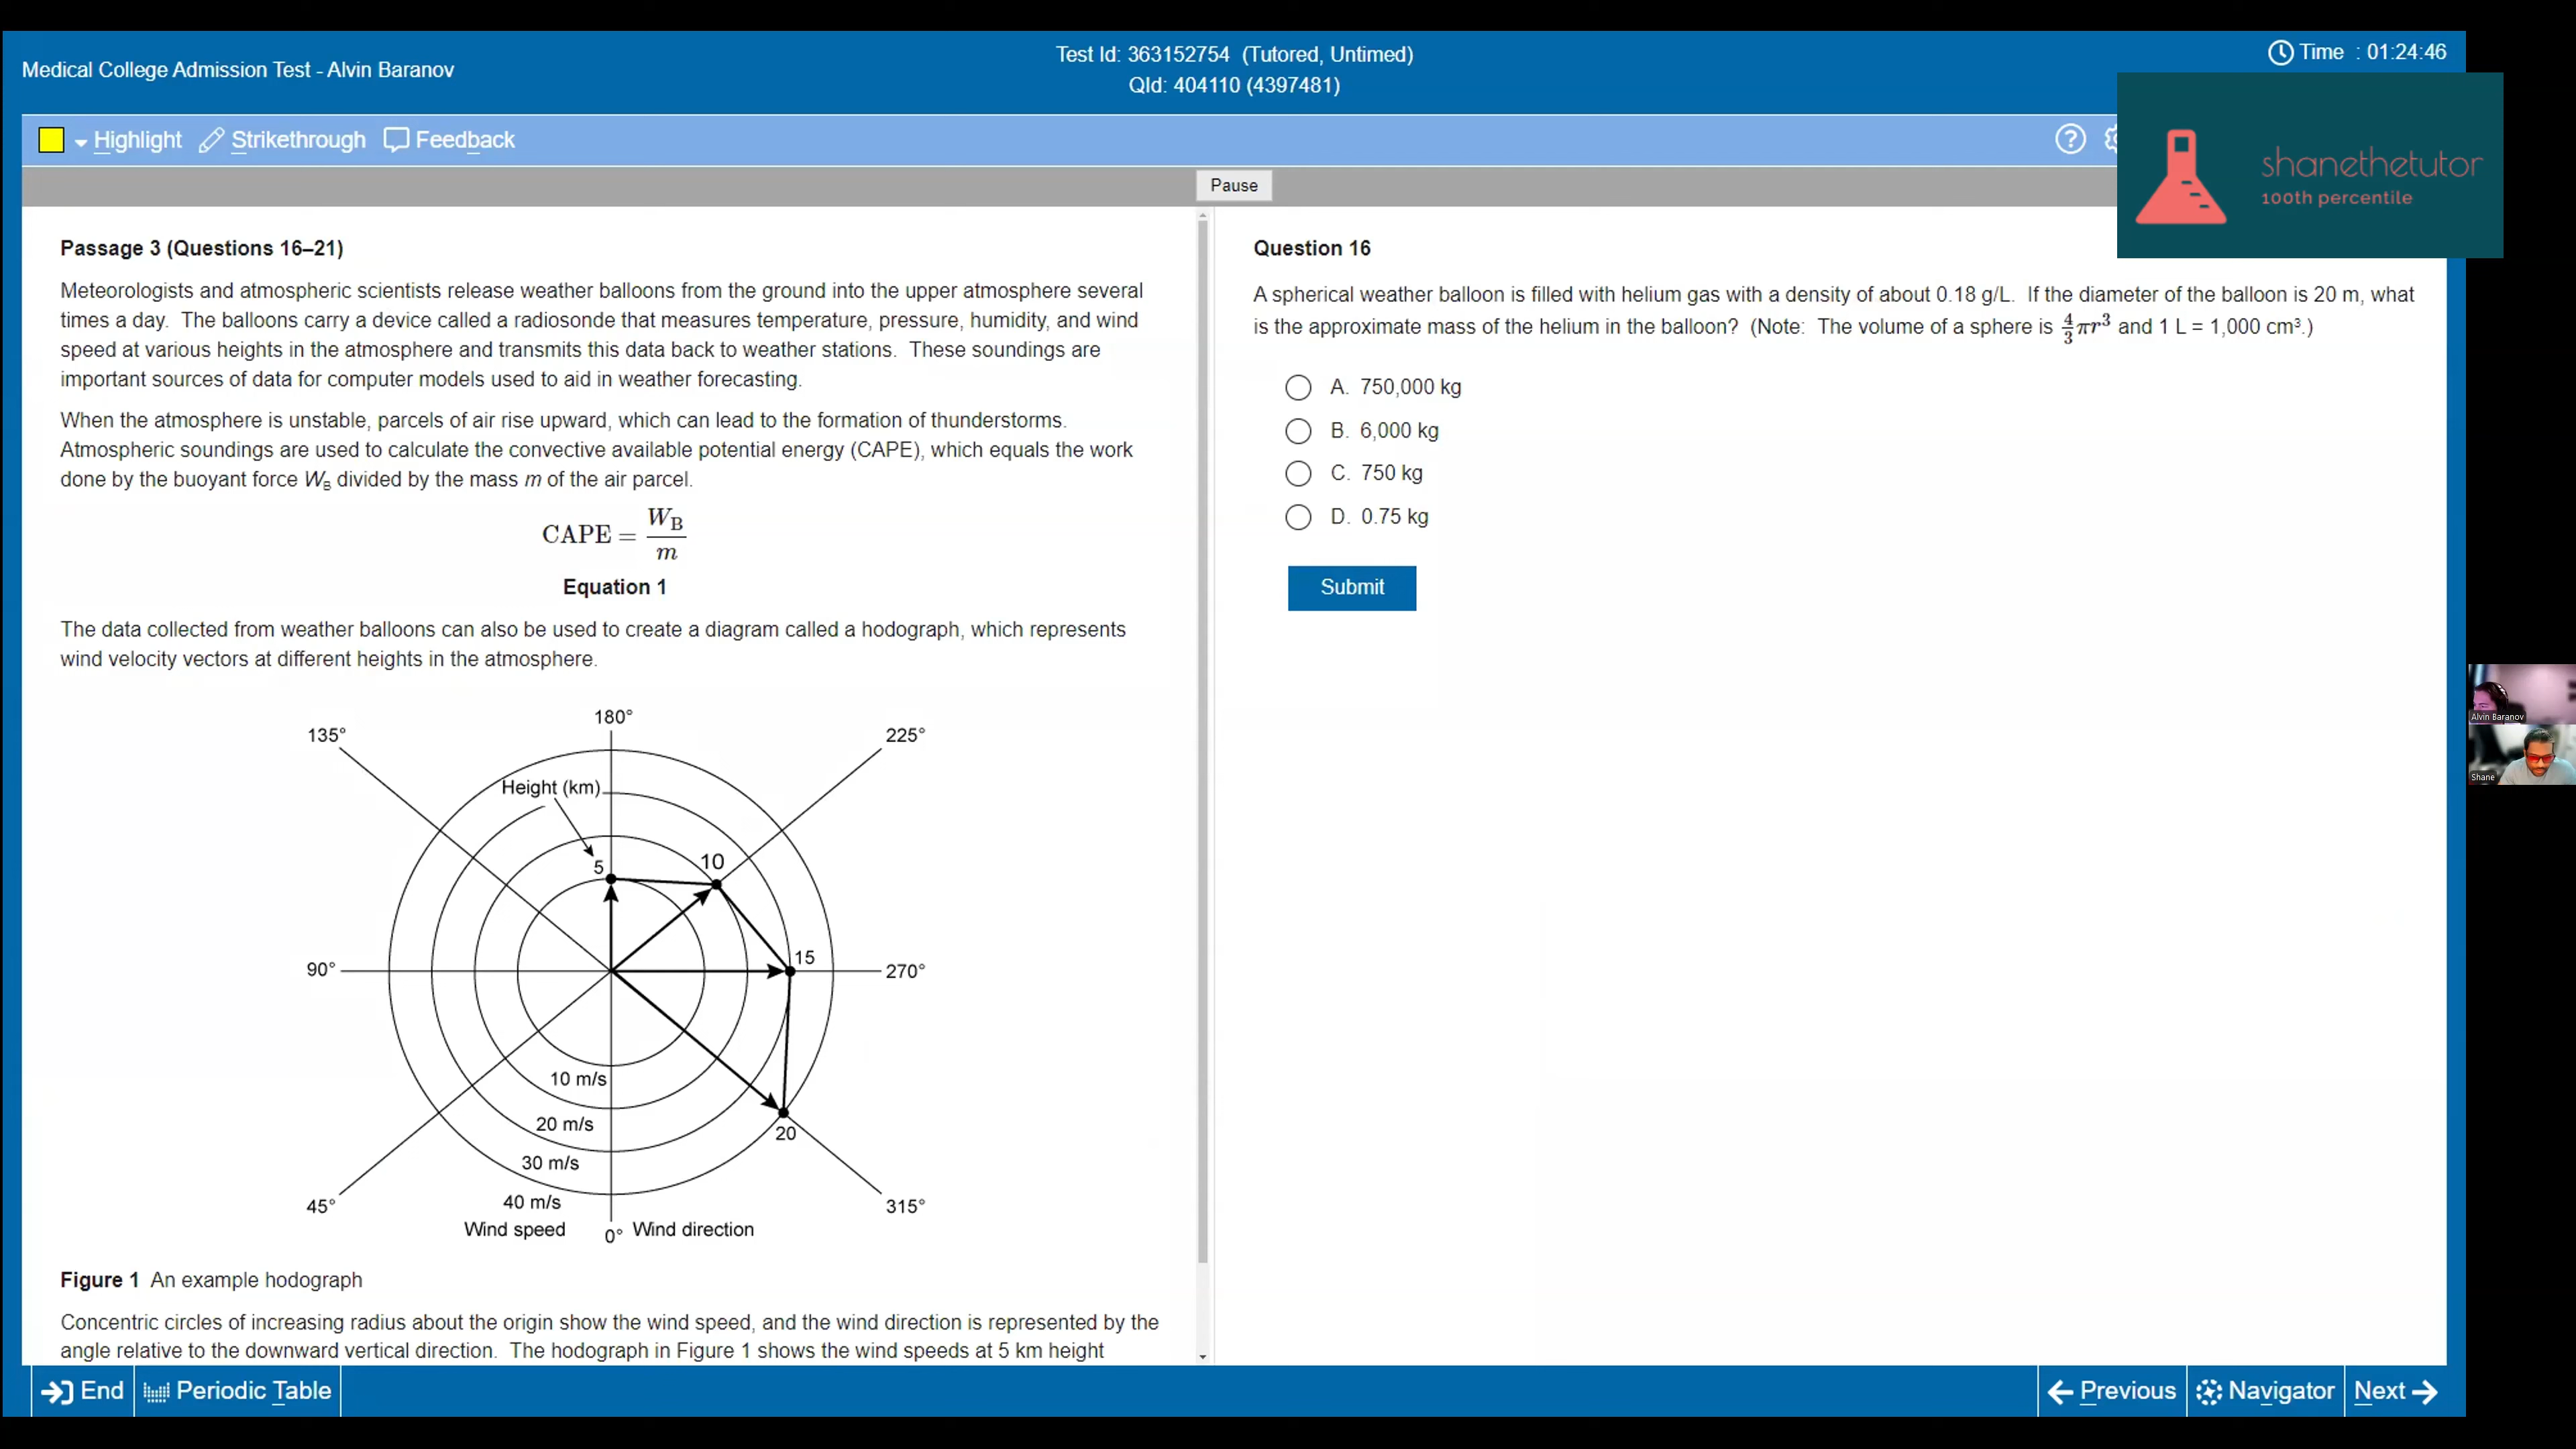 Medical College Admission Test - Alvin Baranov
Test Id: 363152754 (Tutored, Untimed)
QId: 404110 (4397481)
Time : 01:24:46
Highlight Strikethrough Feedback
shanethetutor
100th percentile
Pause
Passage 3 (Questions 16–21)
Meteorologists and atmospheric scientists release weather balloons from the ground into the upper atmosphere several
times a day. The balloons carry a device called a radiosonde that measures temperature, pressure, humidity, and wind
speed at various heights in the atmosphere and transmits this data back to weather stations. These soundings are
important sources of data for computer models used to aid in weather forecasting.
When the atmosphere is unstable, parcels of air rise upward, which can lead to the formation of thunderstorms.
Atmospheric soundings are used to calculate the convective available potential energy (CAPE), which equals the work
done by the buoyant force W_B divided by the mass m of the air parcel.
CAPE = W_B/m
Equation 1
The data collected from weather balloons can also be used to create a diagram called a hodograph, which represents
wind velocity vectors at different heights in the atmosphere.
180°
135°
225°
Height (km)
5
10
15
90°
270°
10 m/s
20 m/s
20
30 m/s
40 m/s
45°
315°
Wind speed
0°
Wind direction
Figure 1 An example hodograph
Concentric circles of increasing radius about the origin show the wind speed, and the wind direction is represented by the
angle relative to the downward vertical direction. The hodograph in Figure 1 shows the wind speeds at 5 km height
Question 16
A spherical weather balloon is filled with helium gas with a density of about 0.18 g/L. If the diameter of the balloon is 20 m, what
is the approximate mass of the helium in the balloon? (Note: The volume of a sphere is 4/3 πr³ and 1 L = 1,000 cm³.)
A. 750,000 kg
B. 6,000 kg
C. 750 kg
D. 0.75 kg
Submit
Alvin Baranov
Shane
End
Periodic Table
Previous
Navigator
Next